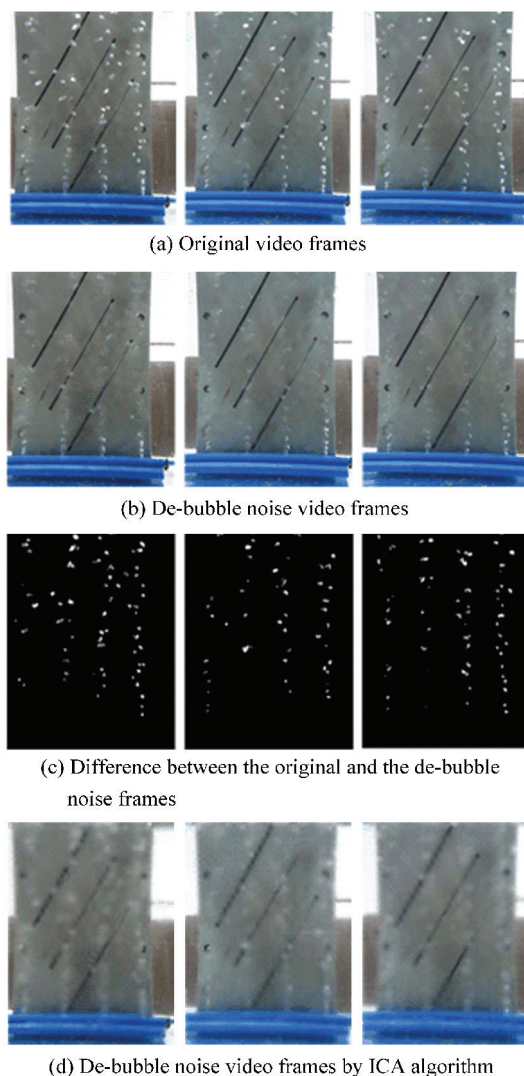 (a) Original video frames
(b) De-bubble noise video frames
(c) Difference between the original and the de-bubble
noise frames
(d) De-bubble noise video frames by ICA algorithm